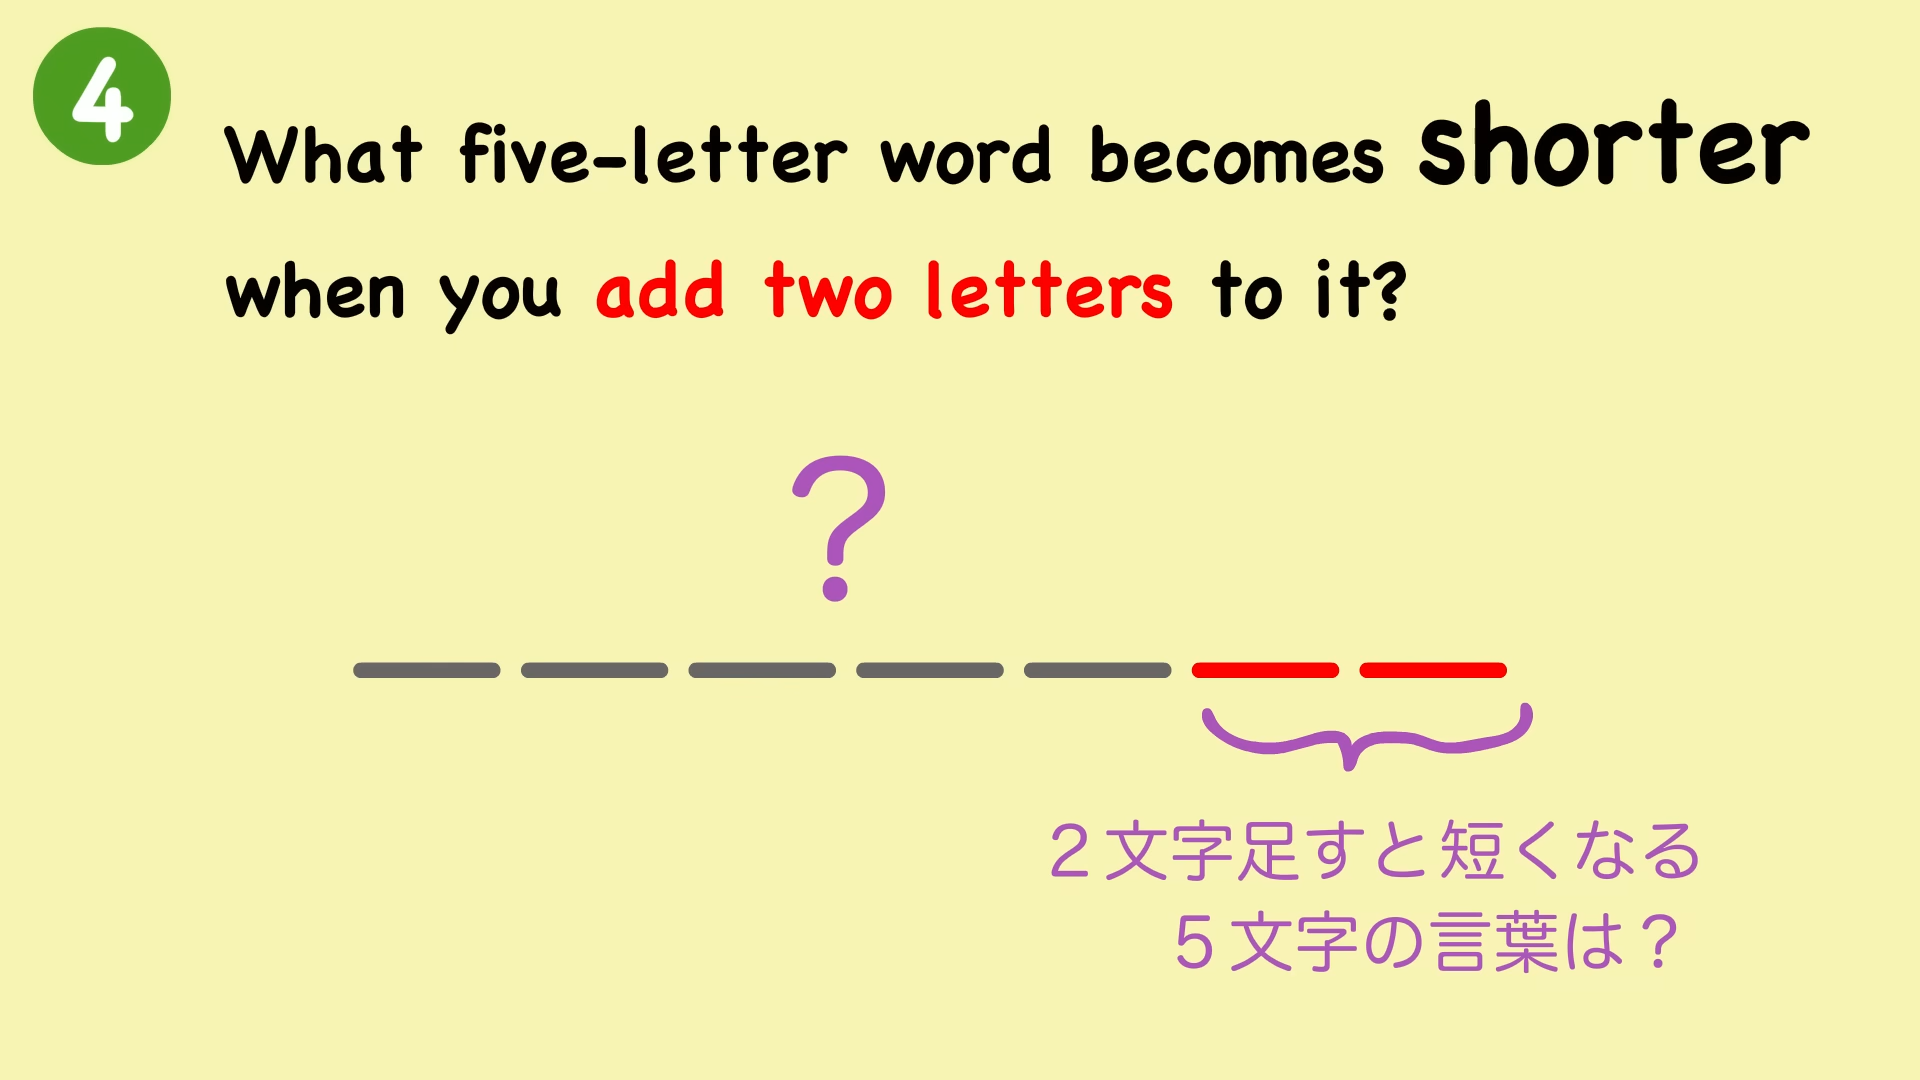 4
What five-letter word becomes shorter
when you add two letters to it?
?
２文字足すと短くなる
５文字の言葉は？